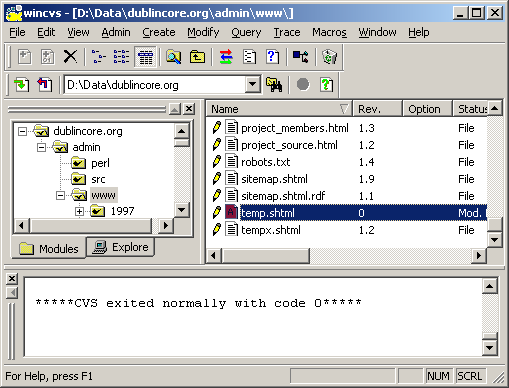 wincvs - [D:\Data\dublincore.org\admin\www\]
File Edit View Admin Create Modify Query Trace Macros Window Help
D:\Data\dublincore.org
dublincore.org
admin
perl
src
www
1997
Modules Explore
Name Rev. Option Status
project_members.html 1.3 File
project_source.html 1.2 File
robots.txt 1.4 File
sitemap.shtml 1.9 File
sitemap.shtml.rdf 1.1 File
temp.shtml 0 Mod.
tempx.shtml 1.2 File
*****CVS exited normally with code 0*****
For Help, press F1 NUM SCRL